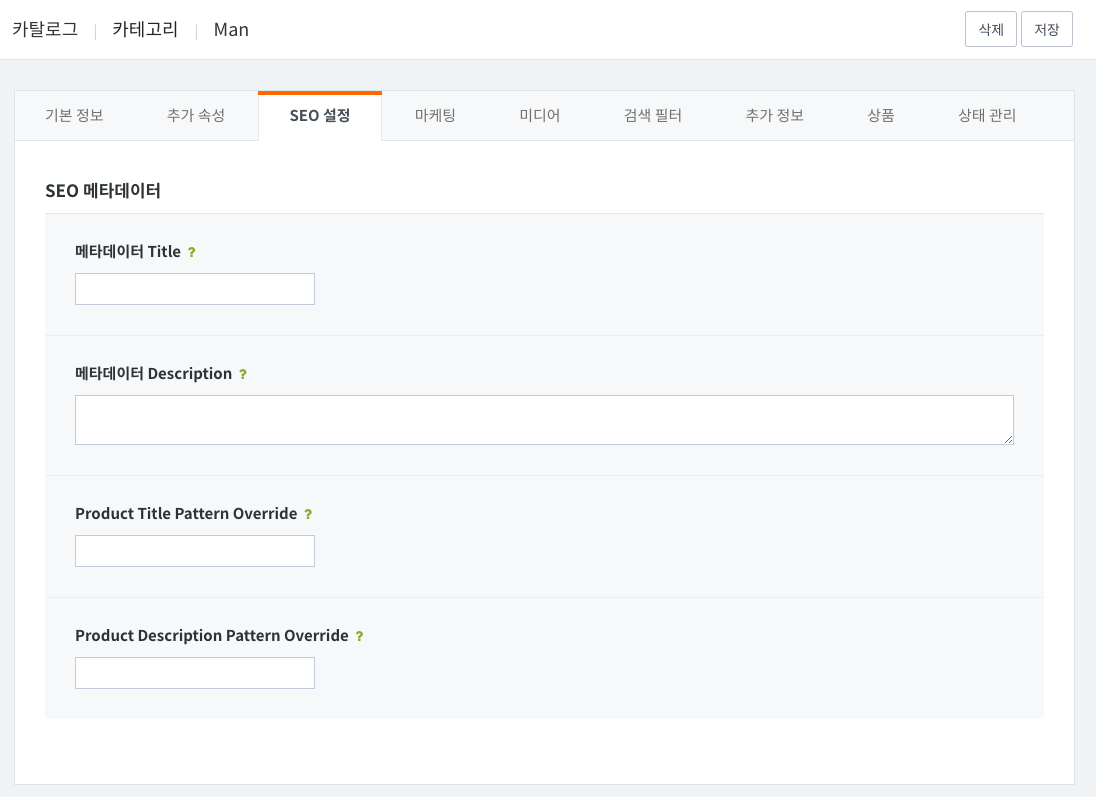 카탈로그 | 카테고리 | Man
삭제 저장
기본 정보 추가 속성 SEO 설정 마케팅 미디어 검색 필터 추가 정보 상품 상태 관리
SEO 메타데이터
메타데이터 Title ?
메타데이터 Description ?
Product Title Pattern Override ?
Product Description Pattern Override ?